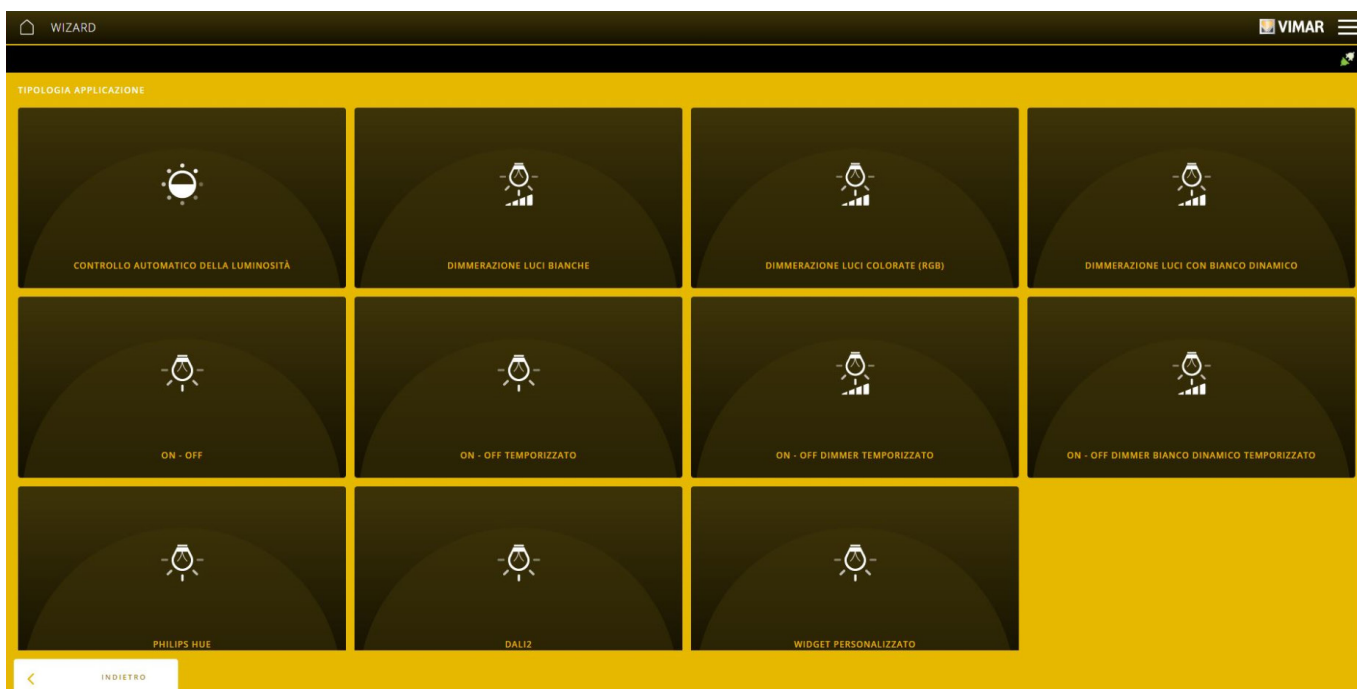 WIZARD
VIMAR
TIPOLOGIA APPLICAZIONE
CONTROLLO AUTOMATICO DELLA LUMINOSITÀ
DIMMERAZIONE LUCI BIANCHE
DIMMERAZIONE LUCI COLORATE (RGB)
DIMMERAZIONE LUCI CON BIANCO DINAMICO
ON - OFF
ON - OFF TEMPORIZZATO
ON - OFF DIMMER TEMPORIZZATO
ON - OFF DIMMER BIANCO DINAMICO TEMPORIZZATO
PHILIPS HUE
DALI2
WIDGET PERSONALIZZATO
INDIETRO